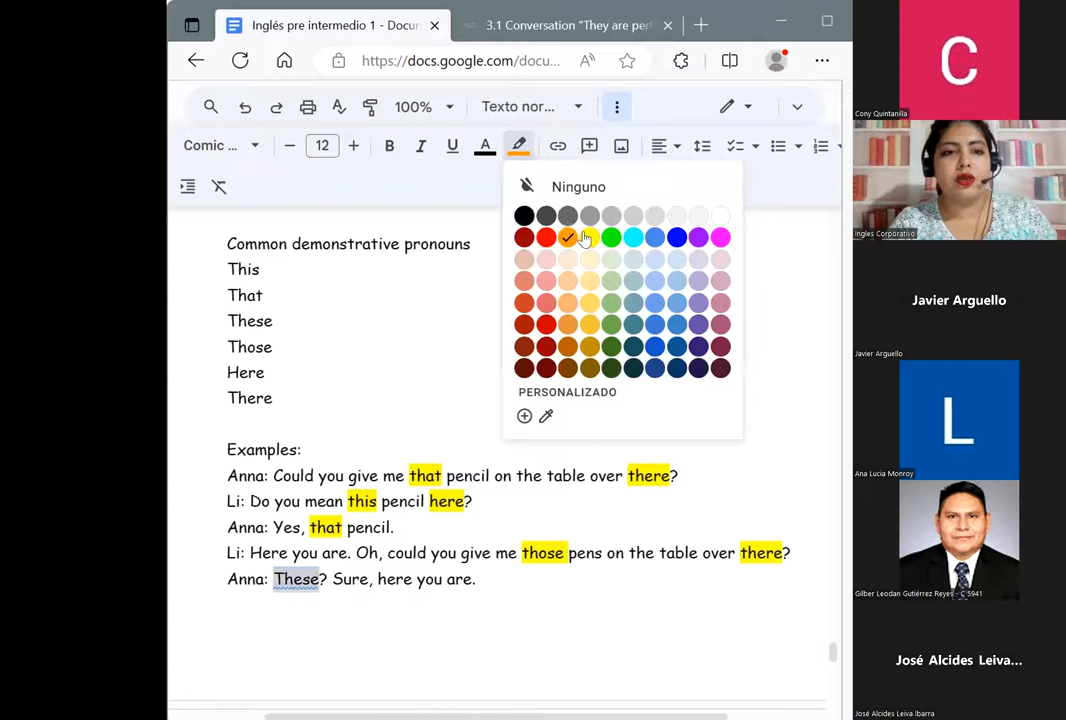 Inglés pre intermedio 1 - Docun
3.1 Conversation "They are perf
https://docs.google.com/docu...
100%
Texto nor...
Comic ...
12
B
I
U
A
Ninguno
PERSONALIZADO
Common demonstrative pronouns
This
That
These
Those
Here
There
Examples:
Anna: Could you give me that pencil on the table over there?
Li: Do you mean this pencil here?
Anna: Yes, that pencil.
Li: Here you are. Oh, could you give me those pens on the table over there?
Anna: These? Sure, here you are.
C
Cony Quintanilla
Ingles Corporativo
Javier Arguello
Javier Arguello
L
Ana Lucia Monroy
Gilber Leodan Gutiérrez Reyes - C 5941
José Alcides Leiva...
José Alcides Leiva Ibarra